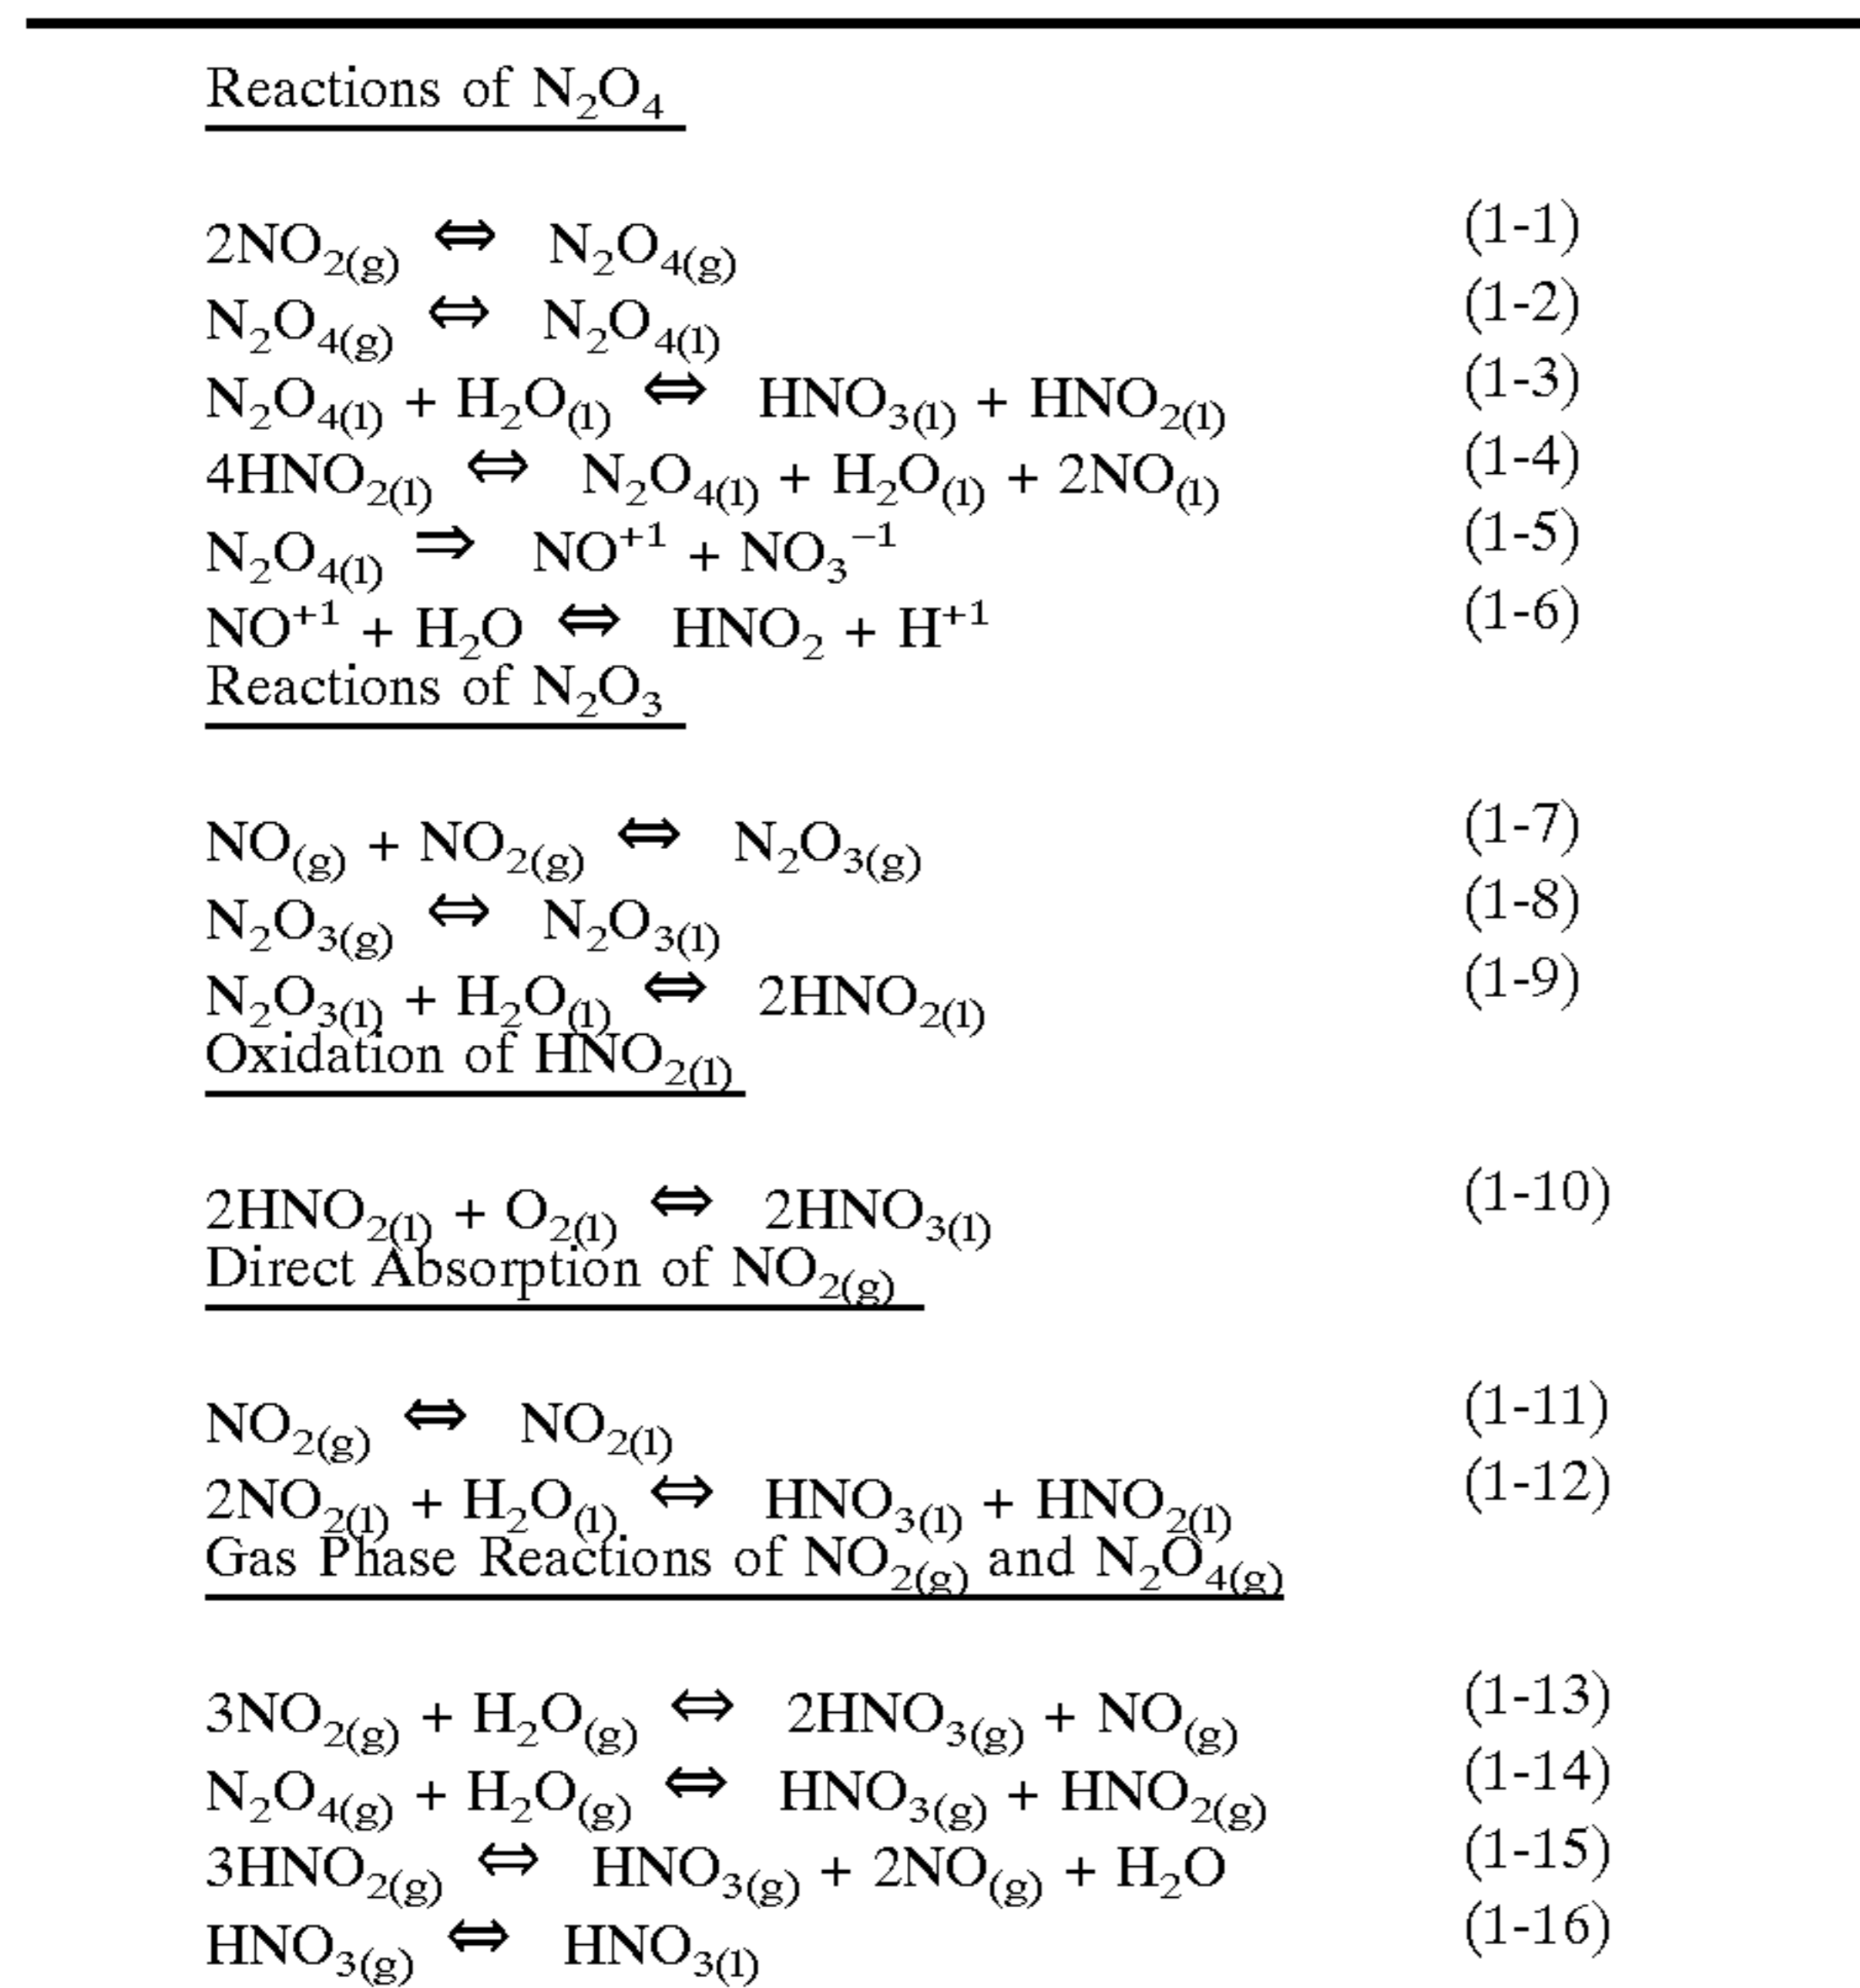 Reactions of N₂O₄
2NO₂₍g₎ ⇔ N₂O₄₍g₎ (1-1)
N₂O₄₍g₎ ⇔ N₂O₄₍l₎ (1-2)
N₂O₄₍l₎ + H₂O₍l₎ ⇔ HNO₃₍l₎ + HNO₂₍l₎ (1-3)
4HNO₂₍l₎ ⇔ N₂O₄₍l₎ + H₂O₍l₎ + 2NO₍l₎ (1-4)
N₂O₄₍l₎ ⇒ NO⁺¹ + NO₃⁻¹ (1-5)
NO⁺¹ + H₂O ⇔ HNO₂ + H⁺¹ (1-6)
Reactions of N₂O₃
NO₍g₎ + NO₂₍g₎ ⇔ N₂O₃₍g₎ (1-7)
N₂O₃₍g₎ ⇔ N₂O₃₍l₎ (1-8)
N₂O₃₍l₎ + H₂O₍l₎ ⇔ 2HNO₂₍l₎ (1-9)
Oxidation of HNO₂₍l₎
2HNO₂₍l₎ + O₂₍l₎ ⇔ 2HNO₃₍l₎ (1-10)
Direct Absorption of NO₂₍g₎
NO₂₍g₎ ⇔ NO₂₍l₎ (1-11)
2NO₂₍l₎ + H₂O₍l₎ ⇔ HNO₃₍l₎ + HNO₂₍l₎ (1-12)
Gas Phase Reactions of NO₂₍g₎ and N₂O₄₍g₎
3NO₂₍g₎ + H₂O₍g₎ ⇔ 2HNO₃₍g₎ + NO₍g₎ (1-13)
N₂O₄₍g₎ + H₂O₍g₎ ⇔ HNO₃₍g₎ + HNO₂₍g₎ (1-14)
3HNO₂₍g₎ ⇔ HNO₃₍g₎ + 2NO₍g₎ + H₂O (1-15)
HNO₃₍g₎ ⇔ HNO₃₍l₎ (1-16)